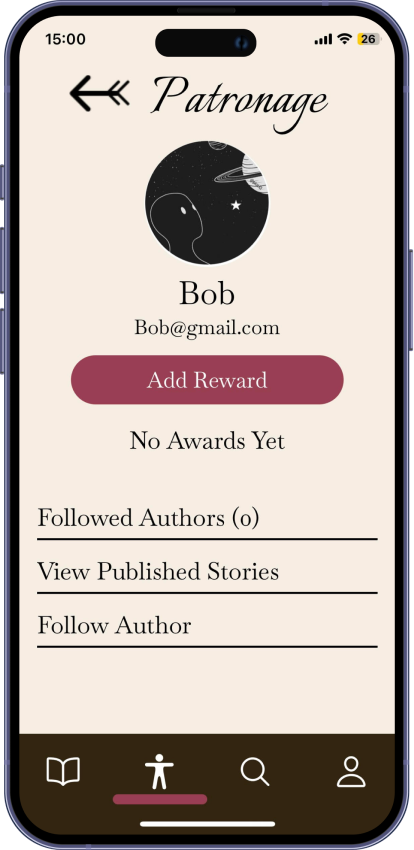 15:00
26
Patronage
Bob
Bob@gmail.com
Add Reward
No Awards Yet
Followed Authors (0)
View Published Stories
Follow Author